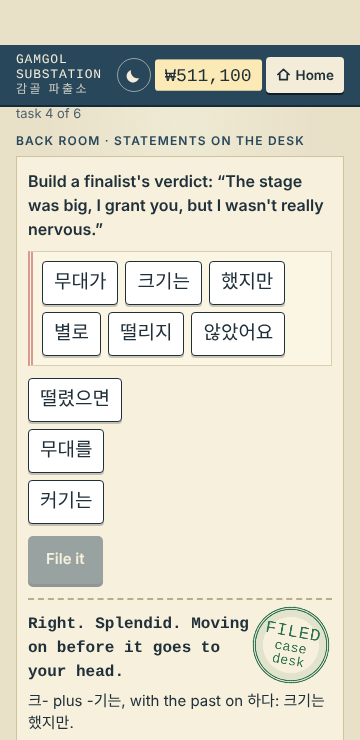 GAMGOL
SUBSTATION
감골 파출소
₩511,100
Home
task 4 of 6
BACK ROOM · STATEMENTS ON THE DESK
Build a finalist's verdict: “The stage
was big, I grant you, but I wasn't really
nervous.”
무대가 크기는 했지만
별로 떨리지 않았어요
떨렸으면
무대를
커기는
File it
Right. Splendid. Moving
on before it goes to
your head.
FILED
case
desk
크- plus -기는, with the past on 하다: 크기는
했지만.